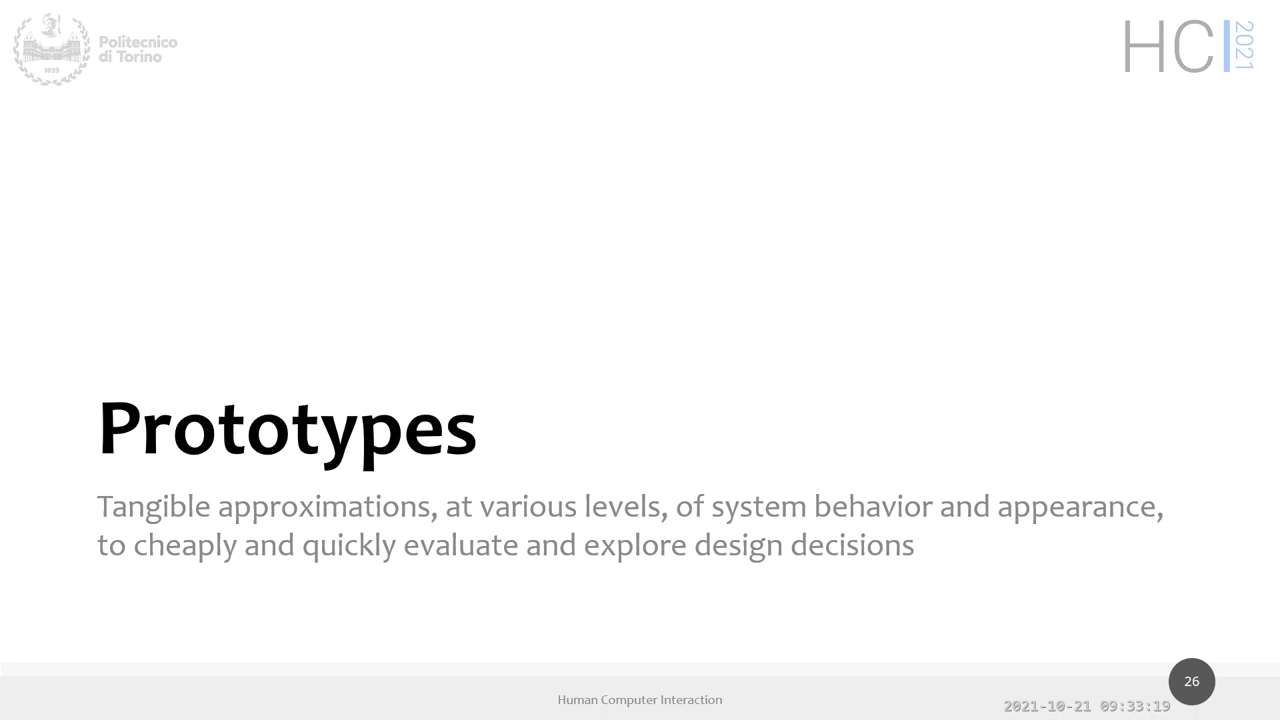 Politecnico
di Torino
1859
HCI 2021
Prototypes
Tangible approximations, at various levels, of system behavior and appearance,
to cheaply and quickly evaluate and explore design decisions
26
Human Computer Interaction
2021-10-21 09:33:19